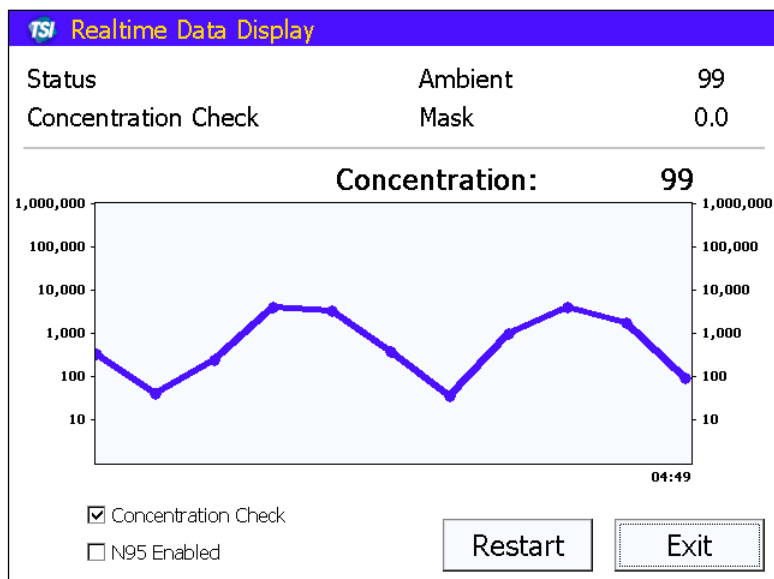 TSI Realtime Data Display
Status Ambient 99
Concentration Check Mask 0.0
Concentration: 99
1,000,000 1,000,000
100,000 100,000
10,000 10,000
1,000 1,000
100 100
10 10
04:49
Concentration Check
N95 Enabled
Restart Exit